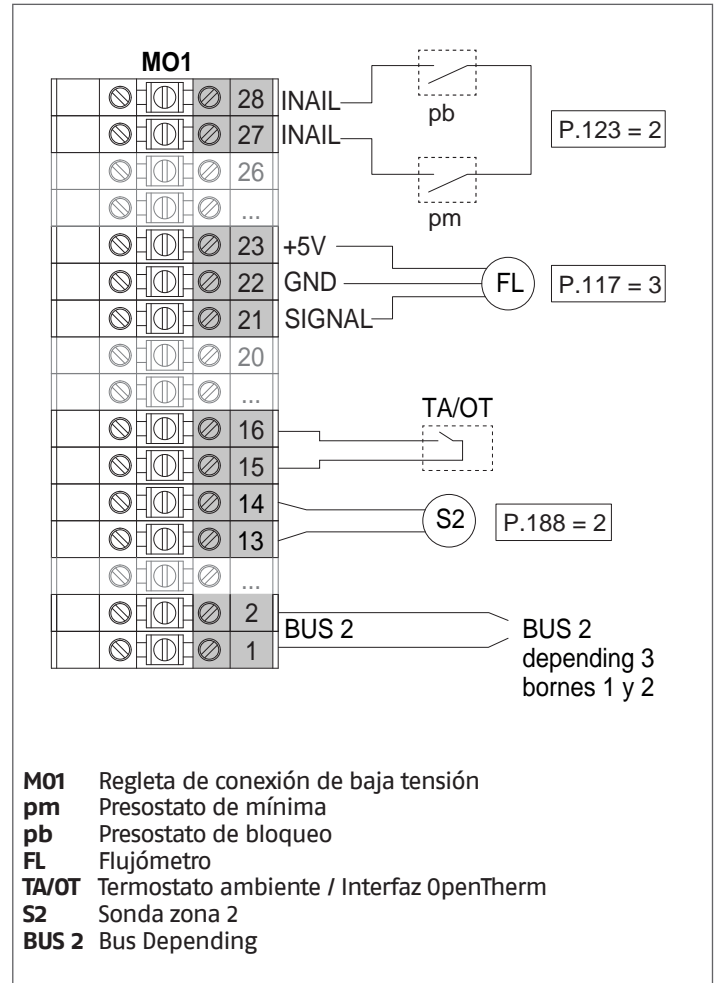 MO1
28 INAIL
27 INAIL
pb
P.123 = 2
26
...
pm
23 +5V
22 GND
FL
P.117 = 3
21 SIGNAL
20
...
TA/OT
16
15
14
S2
P.188 = 2
13
...
2
BUS 2
1
BUS 2
depending 3
bornes 1 y 2
M01 Regleta de conexión de baja tensión
pm Presostato de mínima
pb Presostato de bloqueo
FL Flujómetro
TA/OT Termostato ambiente / Interfaz OpenTherm
S2 Sonda zona 2
BUS 2 Bus Depending